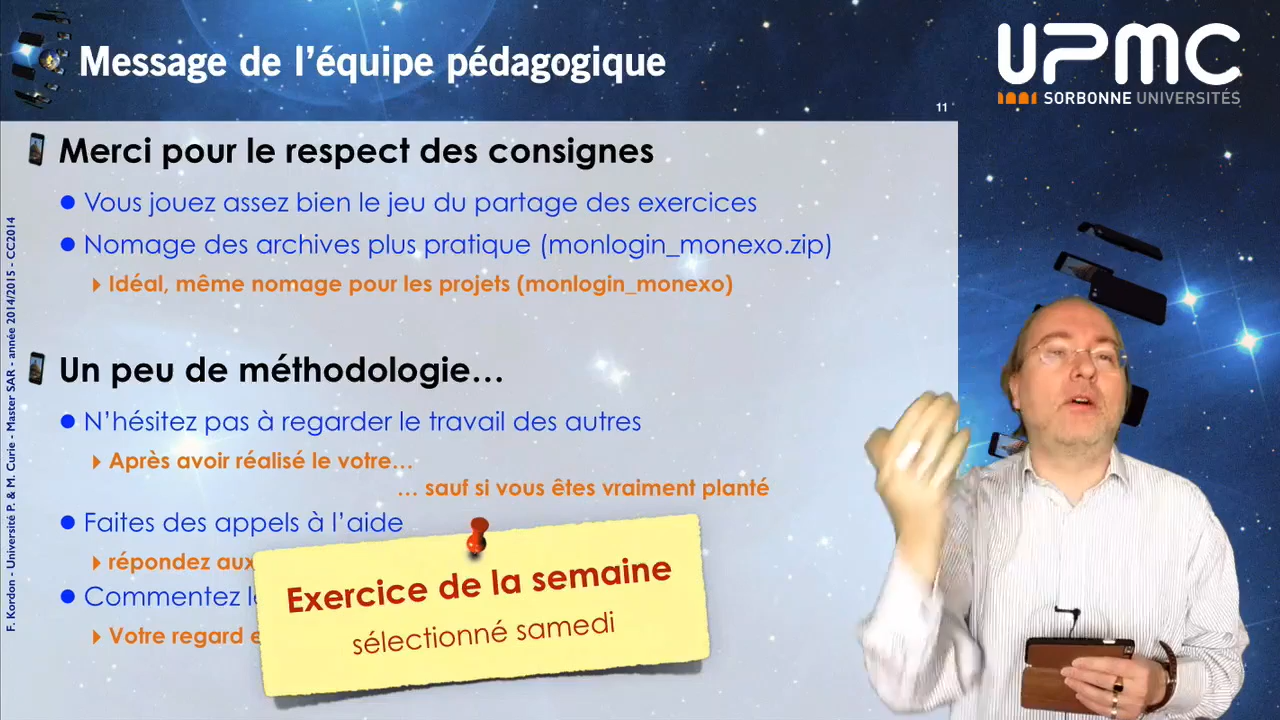 Message de l'équipe pédagogique
UPMC
SORBONNE UNIVERSITÉS
11
Merci pour le respect des consignes
Vous jouez assez bien le jeu du partage des exercices
Nomage des archives plus pratique (monlogin_monexo.zip)
Idéal, même nomage pour les projets (monlogin_monexo)
Un peu de méthodologie...
N'hésitez pas à regarder le travail des autres
Après avoir réalisé le votre...
... sauf si vous êtes vraiment planté
Faites des appels à l'aide
répondez aux
Commentez
Votre regard
Exercice de la semaine
sélectionné samedi
F. Kordon - Université P. & M. Curie - Master SAR - année 2014/2015 - CC2014